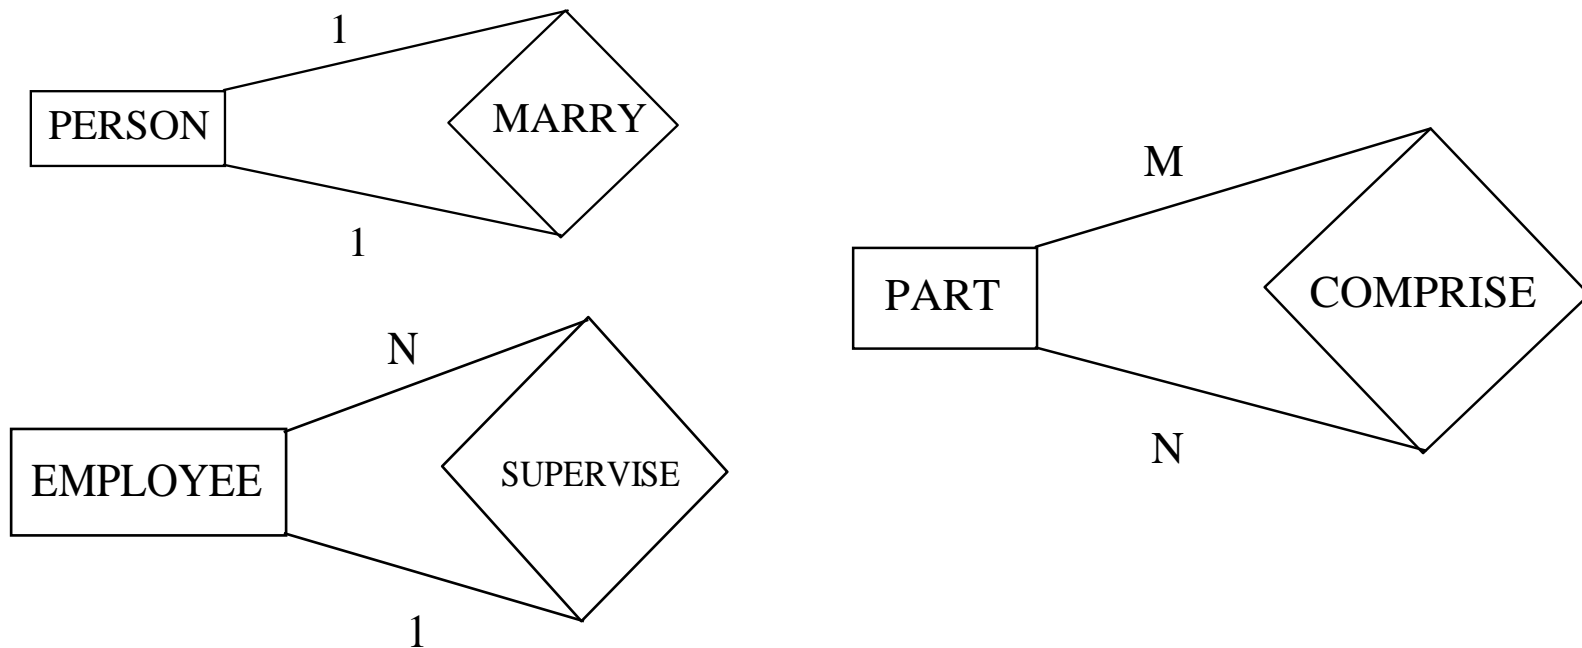 1
PERSON
MARRY
1
N
EMPLOYEE
SUPERVISE
1
M
PART
COMPRISE
N